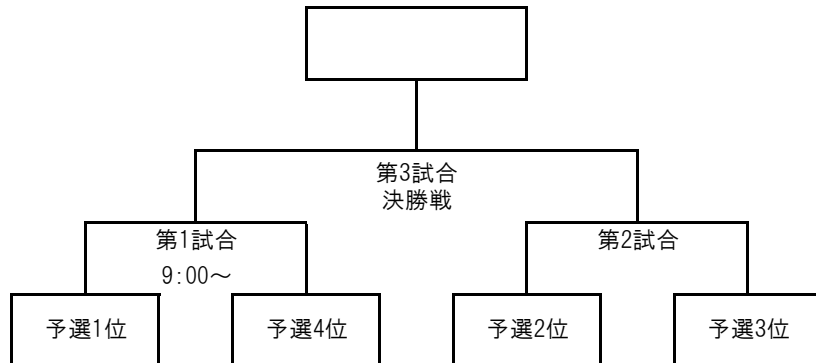 第3試合
決勝戦
第1試合
第2試合
9:00～
予選1位
予選4位
予選2位
予選3位